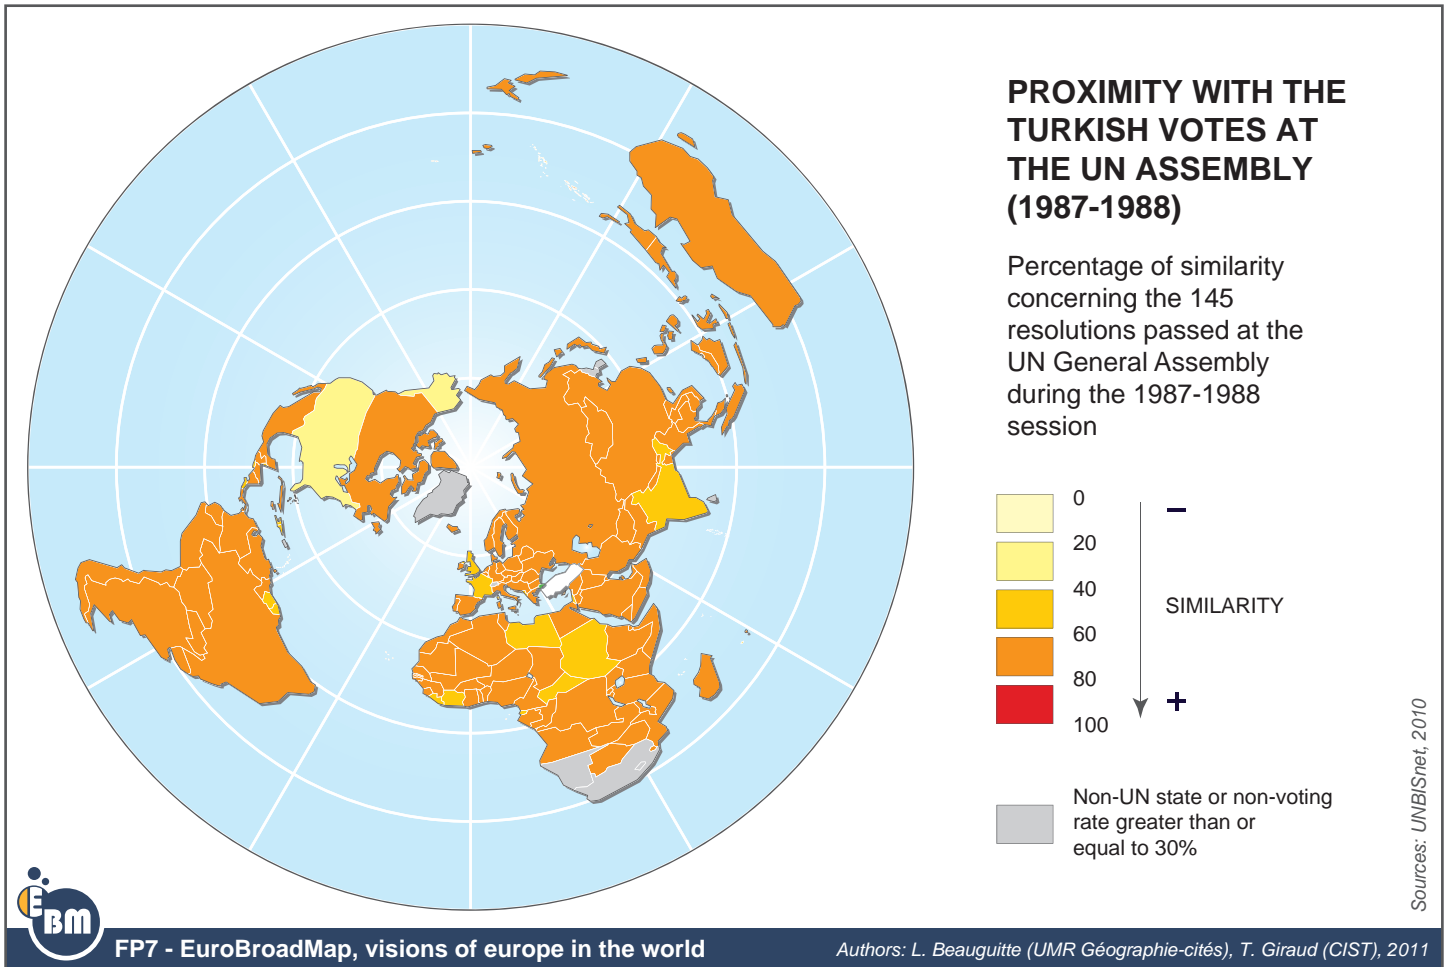 PROXIMITY WITH THE
TURKISH VOTES AT
THE UN ASSEMBLY
(1987-1988)
Percentage of similarity
concerning the 145
resolutions passed at the
UN General Assembly
during the 1987-1988
session
0
20
40
60
80
100
−
SIMILARITY
+
Non-UN state or non-voting
rate greater than or
equal to 30%
Sources: UNBISnet, 2010
EBM
FP7 - EuroBroadMap, visions of europe in the world
Authors: L. Beauguitte (UMR Géographie-cités), T. Giraud (CIST), 2011